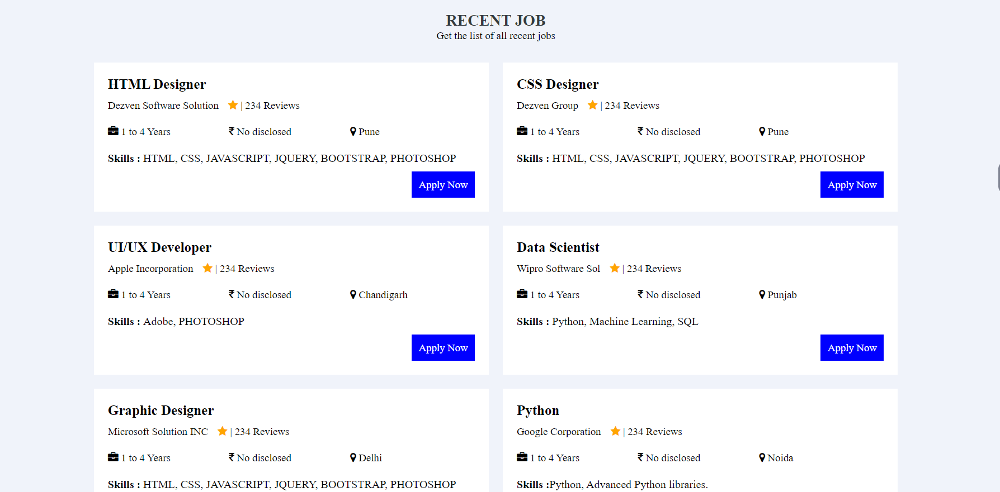 RECENT JOB
Get the list of all recent jobs
HTML Designer
Dezven Software Solution | 234 Reviews
1 to 4 Years ₹ No disclosed Pune
Skills : HTML, CSS, JAVASCRIPT, JQUERY, BOOTSTRAP, PHOTOSHOP
Apply Now
CSS Designer
Dezven Group | 234 Reviews
1 to 4 Years ₹ No disclosed Pune
Skills : HTML, CSS, JAVASCRIPT, JQUERY, BOOTSTRAP, PHOTOSHOP
Apply Now
UI/UX Developer
Apple Incorporation | 234 Reviews
1 to 4 Years ₹ No disclosed Chandigarh
Skills : Adobe, PHOTOSHOP
Apply Now
Data Scientist
Wipro Software Sol | 234 Reviews
1 to 4 Years ₹ No disclosed Punjab
Skills : Python, Machine Learning, SQL
Apply Now
Graphic Designer
Microsoft Solution INC | 234 Reviews
1 to 4 Years ₹ No disclosed Delhi
Skills : HTML, CSS, JAVASCRIPT, JQUERY, BOOTSTRAP, PHOTOSHOP
Python
Google Corporation | 234 Reviews
1 to 4 Years ₹ No disclosed Noida
Skills :Python, Advanced Python libraries.